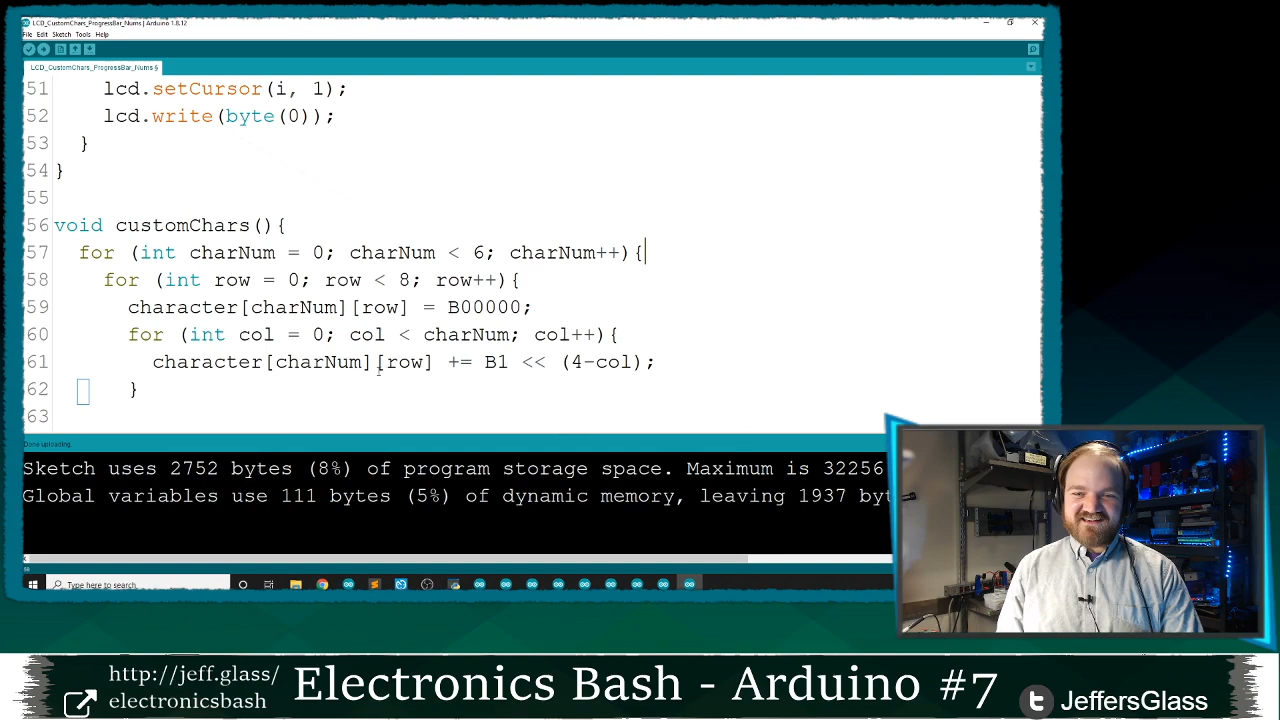 LCD_CustomChars_ProgressBar_Nums | Arduino 1.8.12
File Edit Sketch Tools Help
LCD_CustomChars_ProgressBar_Nums §
51 lcd.setCursor(i, 1);
52 lcd.write(byte(0));
53 }
54 }
55
56 void customChars(){
57 for (int charNum = 0; charNum < 6; charNum++){
58 for (int row = 0; row < 8; row++){
59 character[charNum][row] = B00000;
60 for (int col = 0; col < charNum; col++){
61 character[charNum][row] += B1 << (4-col);
62 }
63
Done uploading.
Sketch uses 2752 bytes (8%) of program storage space. Maximum is 32256
Global variables use 111 bytes (5%) of dynamic memory, leaving 1937 byt
Type here to search
http://jeff.glass/
electronicsbash
Electronics Bash - Arduino #7
JeffersGlass